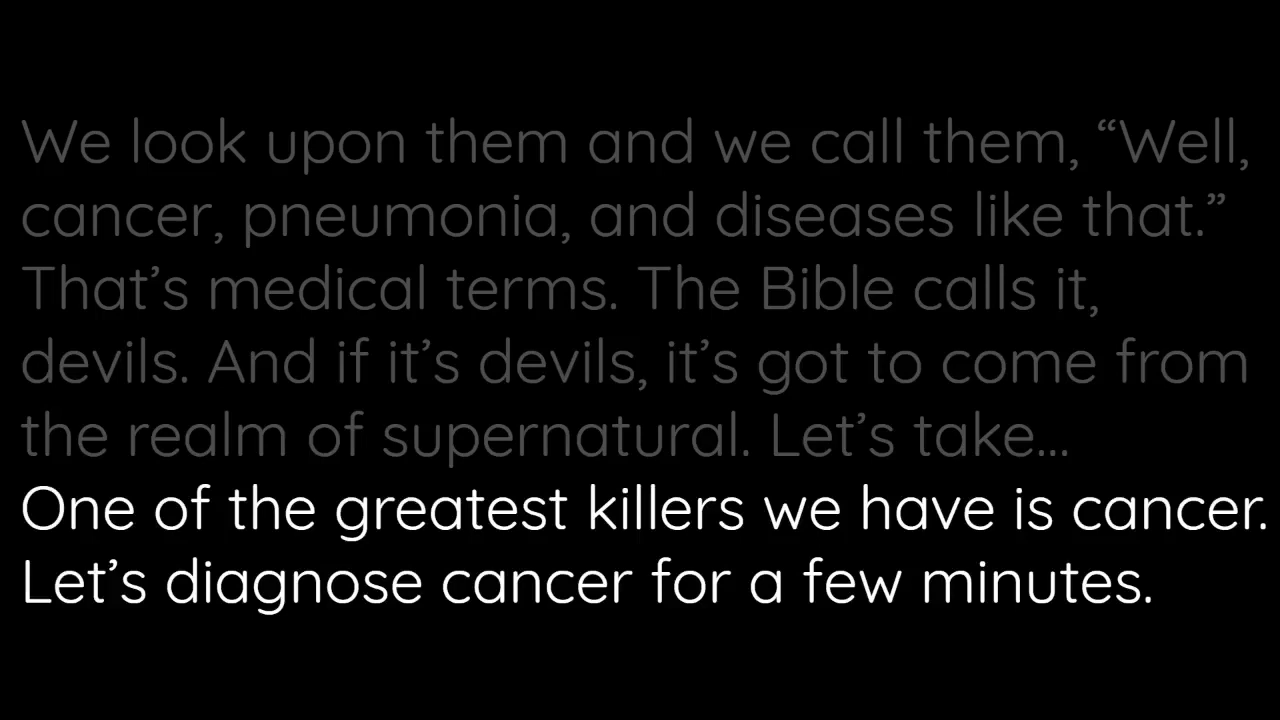 We look upon them and we call them, “Well,
cancer, pneumonia, and diseases like that.”
That’s medical terms. The Bible calls it,
devils. And if it’s devils, it’s got to come from
the realm of supernatural. Let’s take...
One of the greatest killers we have is cancer.
Let’s diagnose cancer for a few minutes.